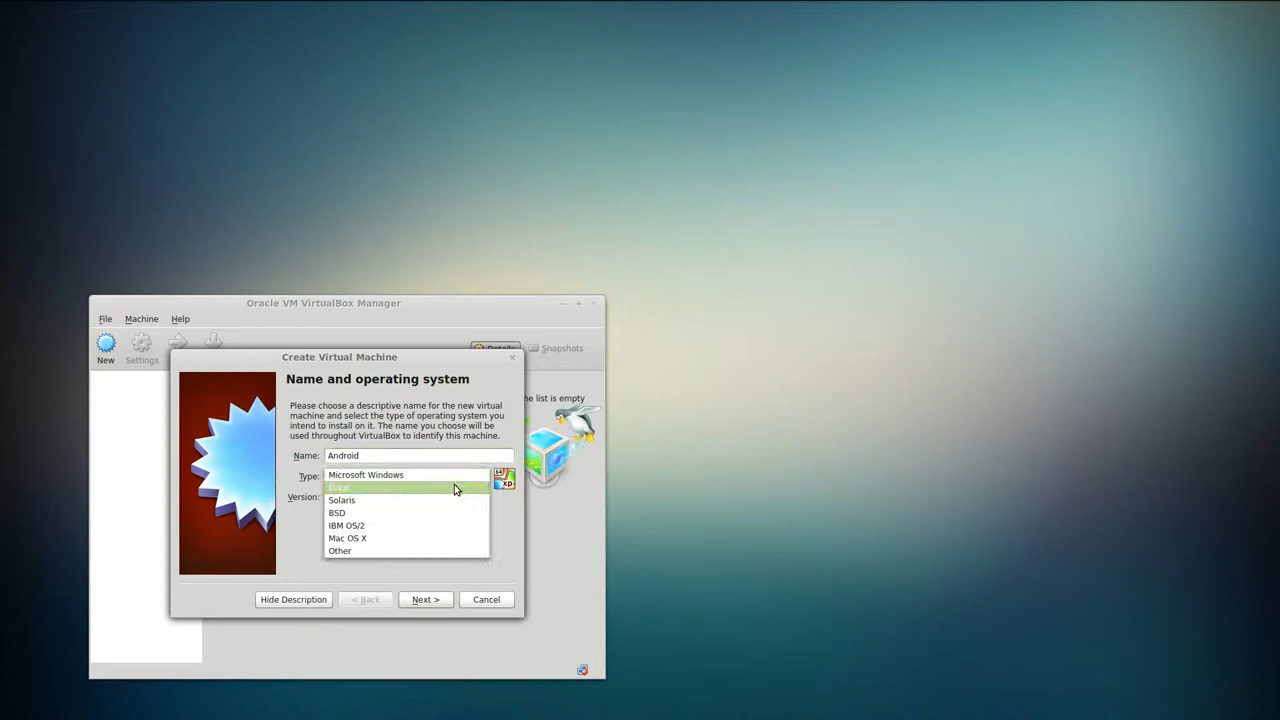 Oracle VM VirtualBox Manager
File Machine Help
New Settings
Details Snapshots
Create Virtual Machine
Name and operating system
he list is empty
Please choose a descriptive name for the new virtual
machine and select the type of operating system you
intend to install on it. The name you choose will be
used throughout VirtualBox to identify this machine.
Name: Android
Type: Microsoft Windows
64
xp
Linux
Version:
Solaris
BSD
IBM OS/2
Mac OS X
Other
Hide Description < Back Next > Cancel